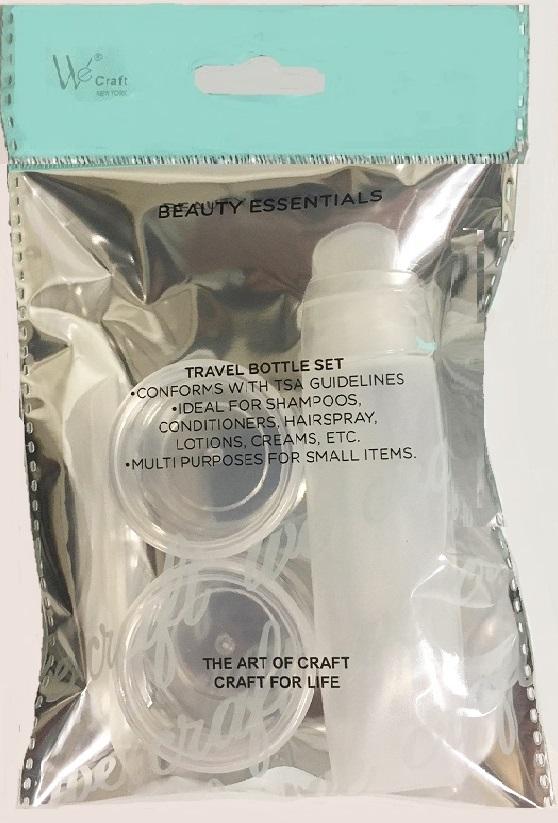 Wé® Craft
NEW YORK
BEAUTY ESSENTIALS
TRAVEL BOTTLE SET
•CONFORMS WITH TSA GUIDELINES
•IDEAL FOR SHAMPOOS,
CONDITIONERS, HAIRSPRAY,
LOTIONS, CREAMS, ETC.
•MULTI PURPOSES FOR SMALL ITEMS.
THE ART OF CRAFT
CRAFT FOR LIFE